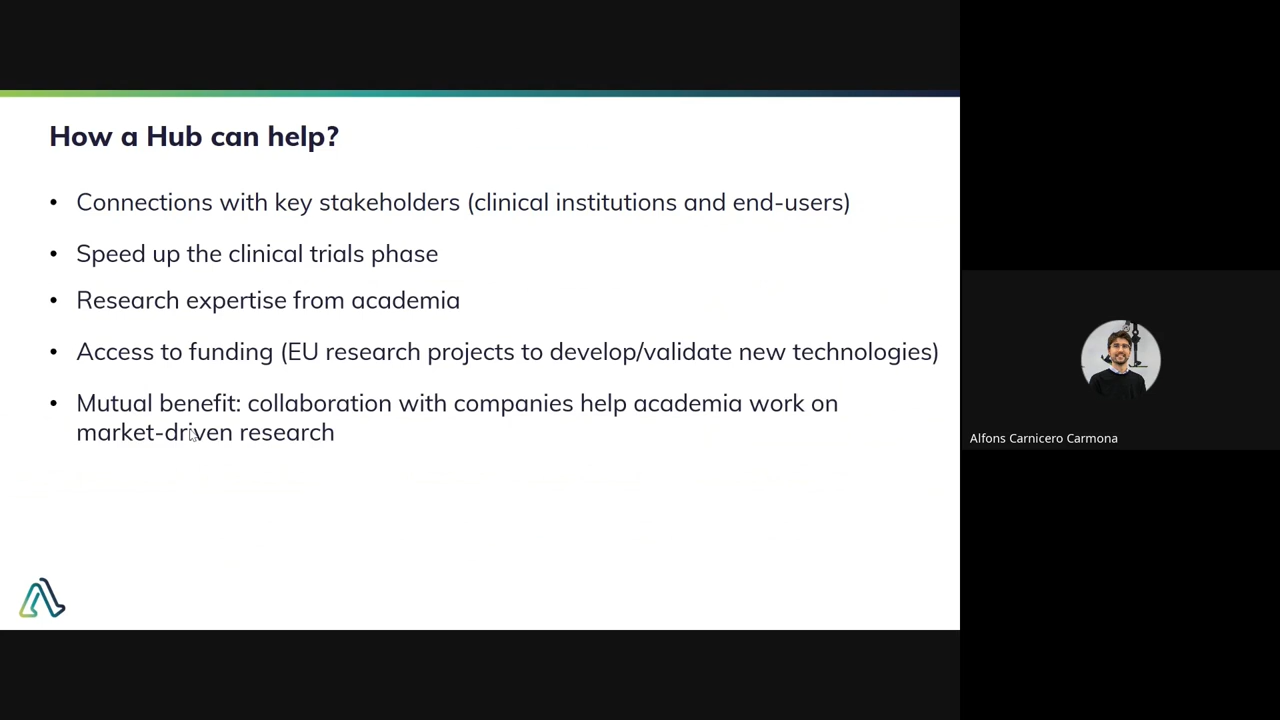 How a Hub can help?
• Connections with key stakeholders (clinical institutions and end-users)
• Speed up the clinical trials phase
• Research expertise from academia
• Access to funding (EU research projects to develop/validate new technologies)
• Mutual benefit: collaboration with companies help academia work on
market-driven research
Alfons Carnicero Carmona